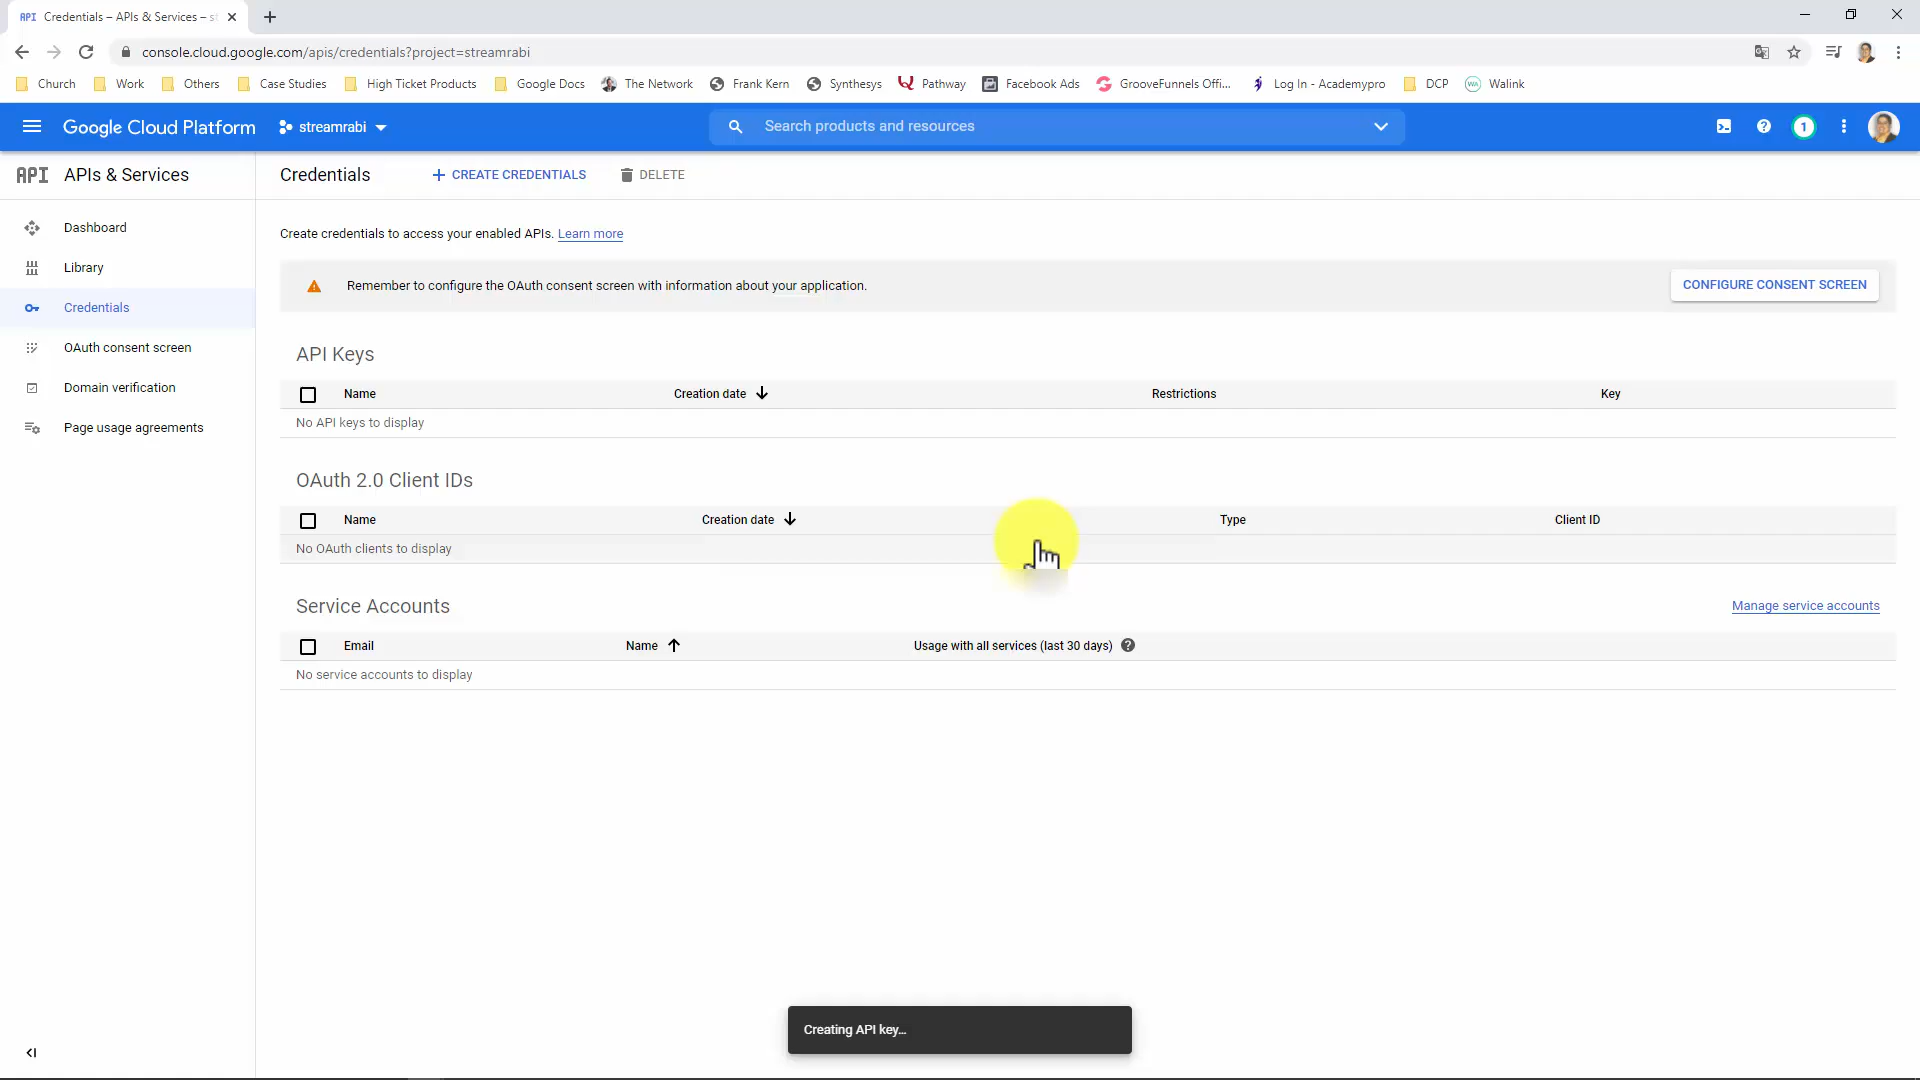 API Credentials – APIs & Services – st
console.cloud.google.com/apis/credentials?project=streamrabi
Church Work Others Case Studies High Ticket Products Google Docs The Network Frank Kern Synthesys Pathway Facebook Ads GrooveFunnels Offi... Log In - Academypro DCP WA Walink
Google Cloud Platform streamrabi Search products and resources 1
API APIs & Services Credentials CREATE CREDENTIALS DELETE
Dashboard
Library
Credentials
OAuth consent screen
Domain verification
Page usage agreements
Create credentials to access your enabled APIs. Learn more
Remember to configure the OAuth consent screen with information about your application. CONFIGURE CONSENT SCREEN
API Keys
Name Creation date Restrictions Key
No API keys to display
OAuth 2.0 Client IDs
Name Creation date Type Client ID
No OAuth clients to display
Service Accounts Manage service accounts
Email Name Usage with all services (last 30 days)
No service accounts to display
Creating API key...